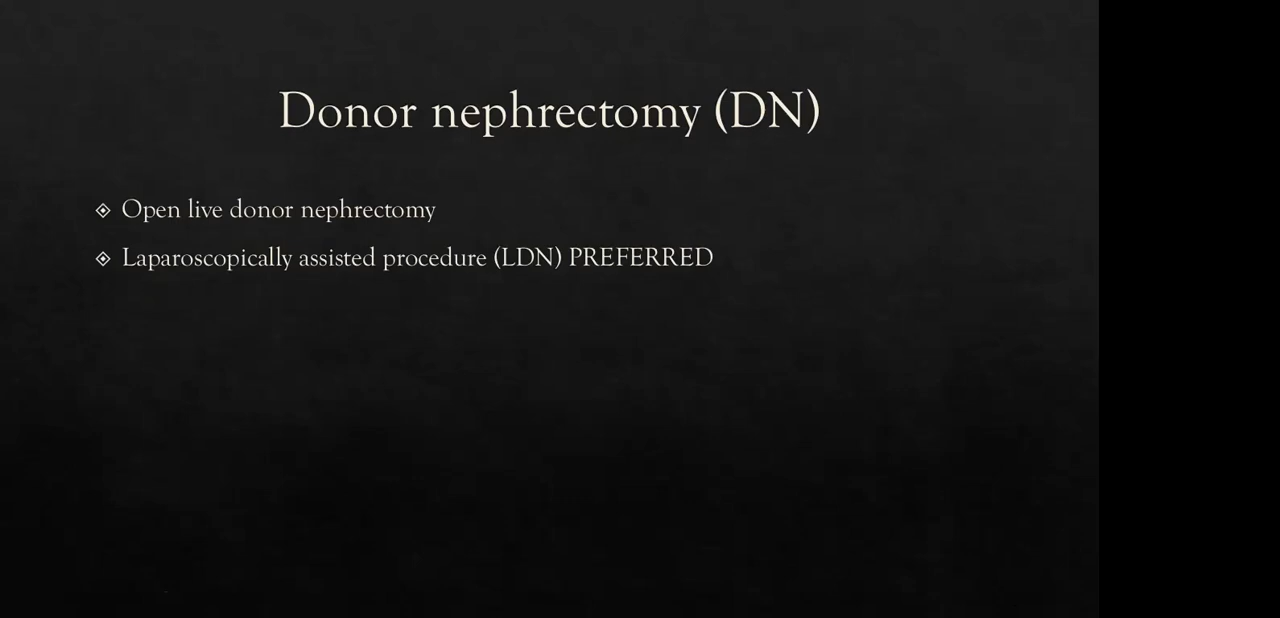 Donor nephrectomy (DN)
Open live donor nephrectomy
Laparoscopically assisted procedure (LDN) PREFERRED